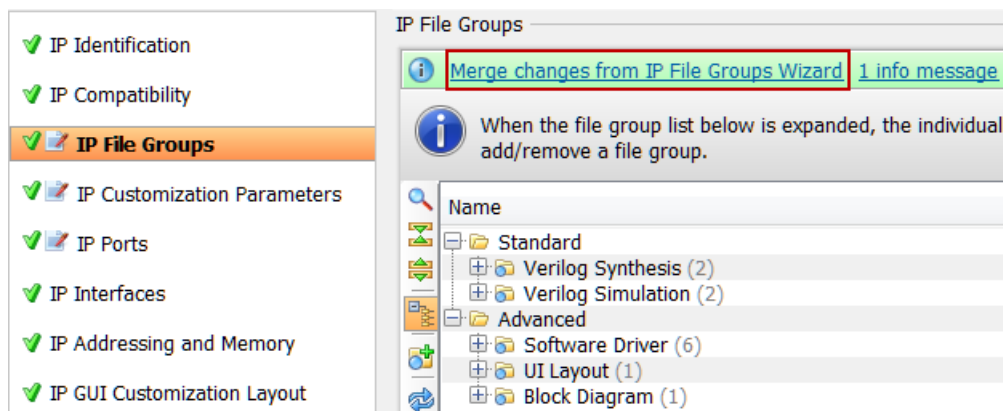 IP Identification
IP Compatibility
IP File Groups
IP Customization Parameters
IP Ports
IP Interfaces
IP Addressing and Memory
IP GUI Customization Layout
IP File Groups
Merge changes from IP File Groups Wizard 1 info message
When the file group list below is expanded, the individual
add/remove a file group.
Name
Standard
Verilog Synthesis (2)
Verilog Simulation (2)
Advanced
Software Driver (6)
UI Layout (1)
Block Diagram (1)